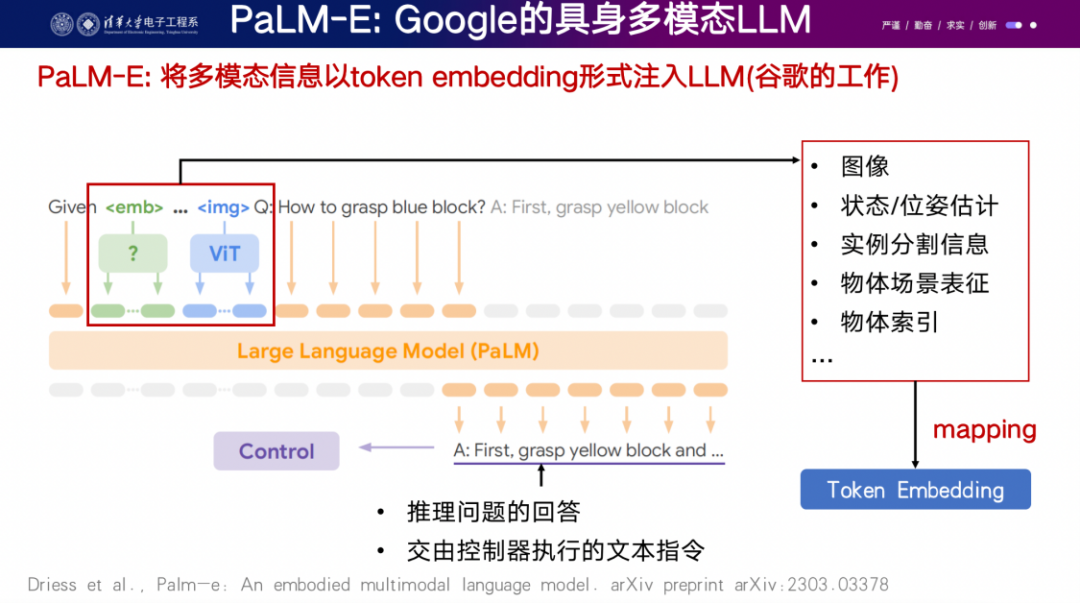 清华大学电子工程系
Department of Electronic Engineering, Tsinghua University
PaLM-E: Google的具身多模态LLM
严谨 / 勤奋 / 求实 / 创新
PaLM-E: 将多模态信息以token embedding形式注入LLM(谷歌的工作)
Given <emb> ... <img> Q: How to grasp blue block? A: First, grasp yellow block
?
ViT
Large Language Model (PaLM)
Control
A: First, grasp yellow block and ...
• 推理问题的回答
• 交由控制器执行的文本指令
• 图像
• 状态/位姿估计
• 实例分割信息
• 物体场景表征
• 物体索引
...
mapping
Token Embedding
Driess et al., Palm-e: An embodied multimodal language model. arXiv preprint arXiv:2303.03378